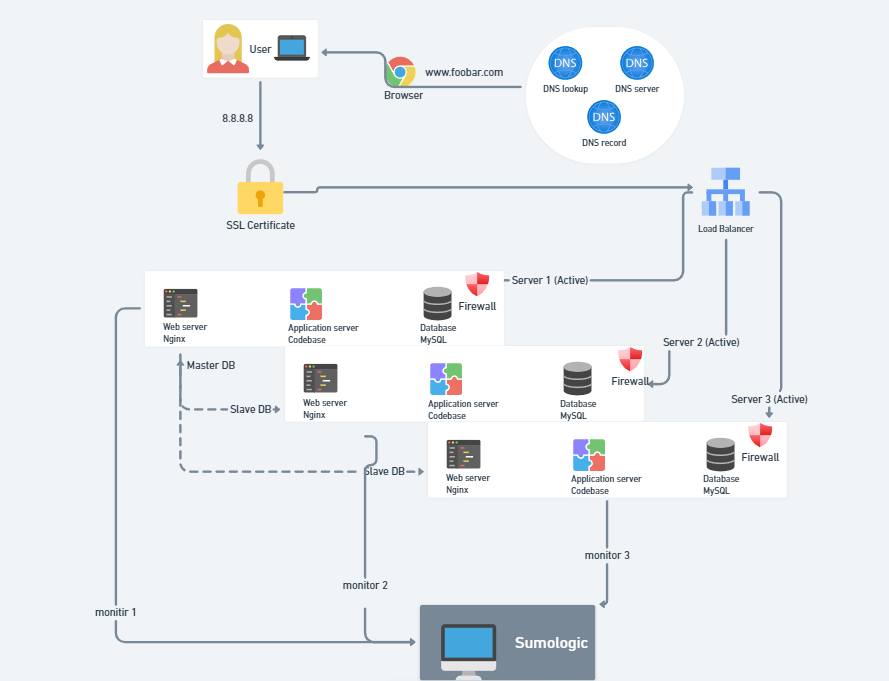 User
DNS
DNS
DNS lookup
DNS server
DNS
DNS record
www.foobar.com
Browser
8.8.8.8
SSL Certificate
Load Balancer
Server 1 (Active)
Firewall
Web server
Nginx
Application server
Codebase
Database
MySQL
Server 2 (Active)
Master DB
Firewall
Web server
Nginx
Application server
Codebase
Database
MySQL
Slave DB
Server 3 (Active)
Firewall
Web server
Nginx
Application server
Codebase
Database
MySQL
Slave DB
monitor 3
monitor 2
monitir 1
Sumologic